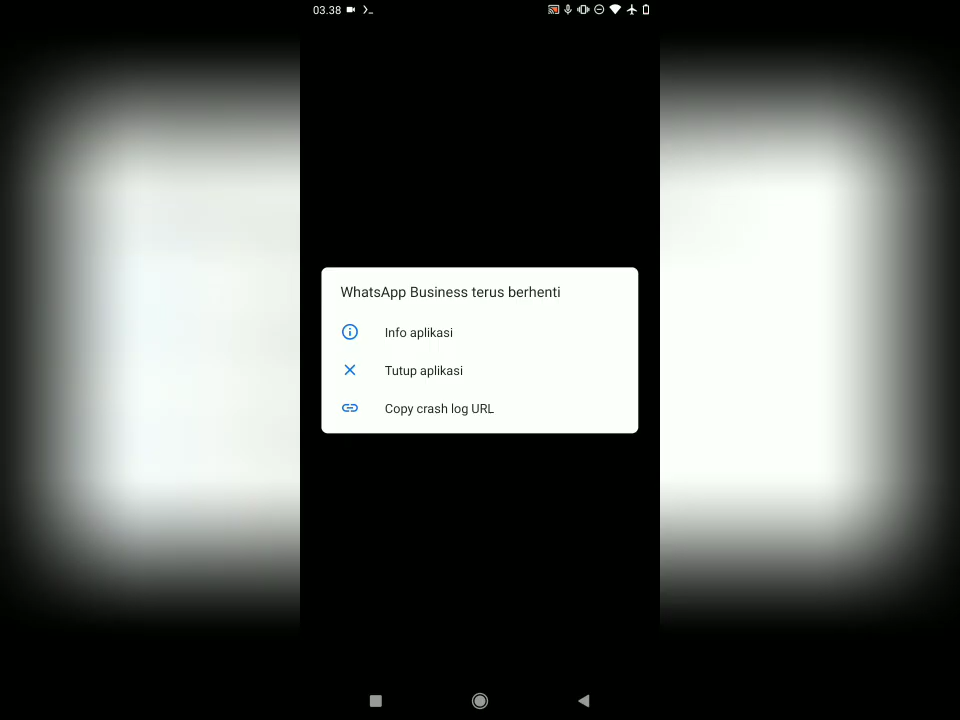 03.38
WhatsApp Business terus berhenti
Info aplikasi
Tutup aplikasi
Copy crash log URL